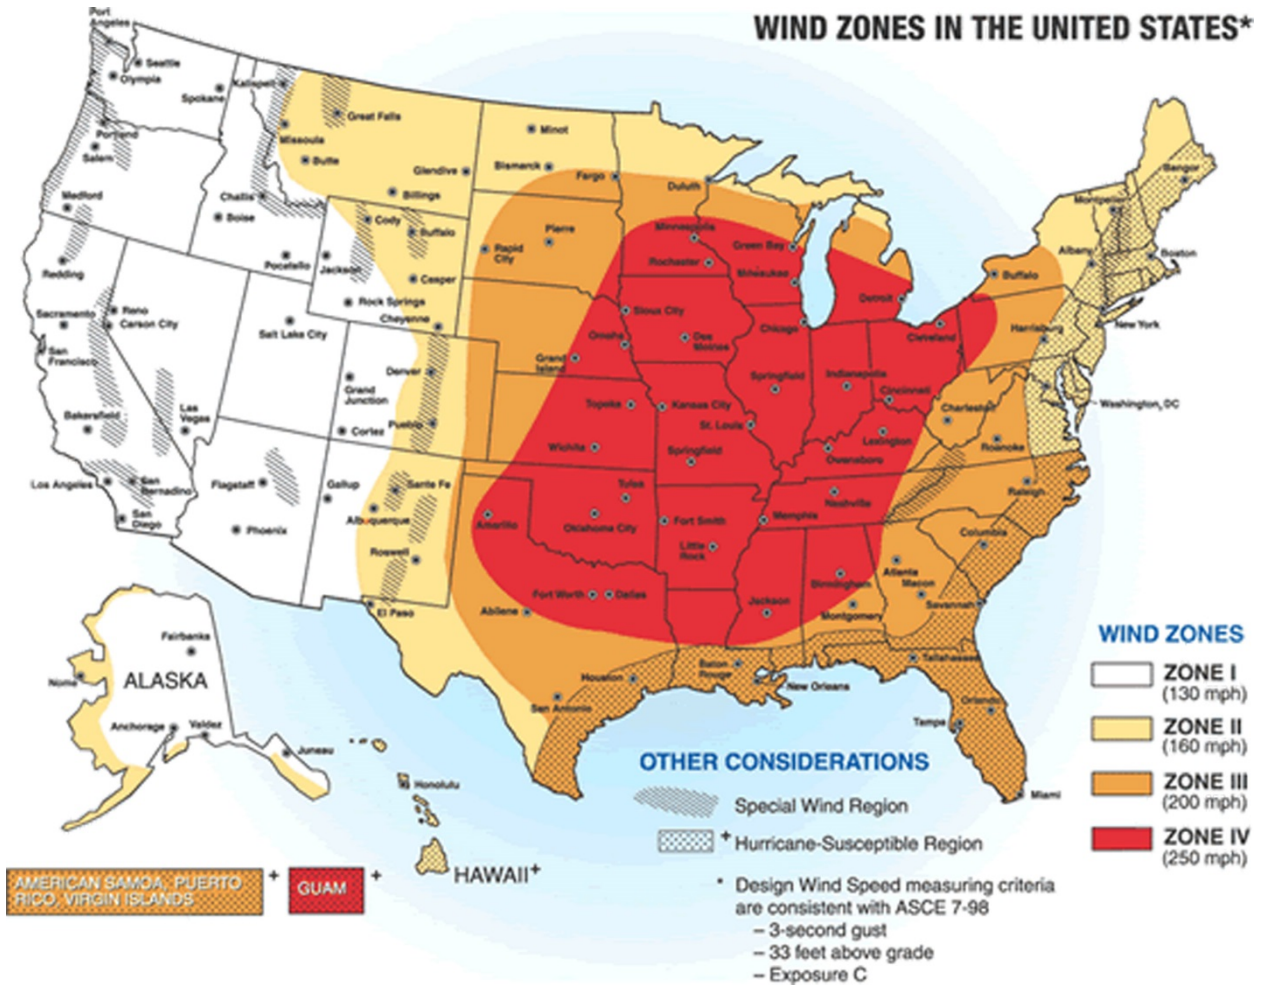 WIND ZONES IN THE UNITED STATES*
Port
Angeles
Seattle
Olympia
Spokane
Kalispell
Great Falls
Missoula
Butte
Glendive
Billings
Minot
Bismarck
Fargo
Duluth
Portland
Salem
Medford
Challis
Boise
Pocatello
Jackson
Cody
Buffalo
Casper
Rock Springs
Cheyenne
Rapid
City
Pierre
Minneapolis
Rochester
Green Bay
Milwaukee
Detroit
Buffalo
Albany
Montpelier
Bangor
Boston
New York
Harrisburg
Washington, DC
Redding
Sacramento
San
Francisco
Reno
Carson City
Salt Lake City
Grand
Junction
Denver
Pueblo
Cortez
Bakersfield
Las
Vegas
Los Angeles
San
Bernadino
San
Diego
Flagstaff
Phoenix
Gallup
Santa Fe
Albuquerque
Roswell
El Paso
Sioux City
Omaha
Des
Moines
Grand
Island
Topeka
Kansas City
St. Louis
Wichita
Springfield
Chicago
Springfield
Indianapolis
Cincinnati
Cleveland
Charleston
Roanoke
Lexington
Owensboro
Nashville
Memphis
Raleigh
Columbia
Atlanta
Macon
Savannah
Birmingham
Montgomery
Jackson
Tulsa
Oklahoma City
Amarillo
Fort Smith
Little
Rock
Fort Worth
Dallas
Abilene
Houston
San Antonio
Baton
Rouge
New Orleans
Tallahassee
Orlando
Tampa
Miami
Fairbanks
Nome
ALASKA
Anchorage
Valdez
Juneau
Honolulu
HAWAII+
AMERICAN SAMOA, PUERTO
RICO, VIRGIN ISLANDS
+
GUAM
+
OTHER CONSIDERATIONS
Special Wind Region
+ Hurricane-Susceptible Region
* Design Wind Speed measuring criteria
are consistent with ASCE 7-98
– 3-second gust
– 33 feet above grade
– Exposure C
WIND ZONES
ZONE I
(130 mph)
ZONE II
(160 mph)
ZONE III
(200 mph)
ZONE IV
(250 mph)